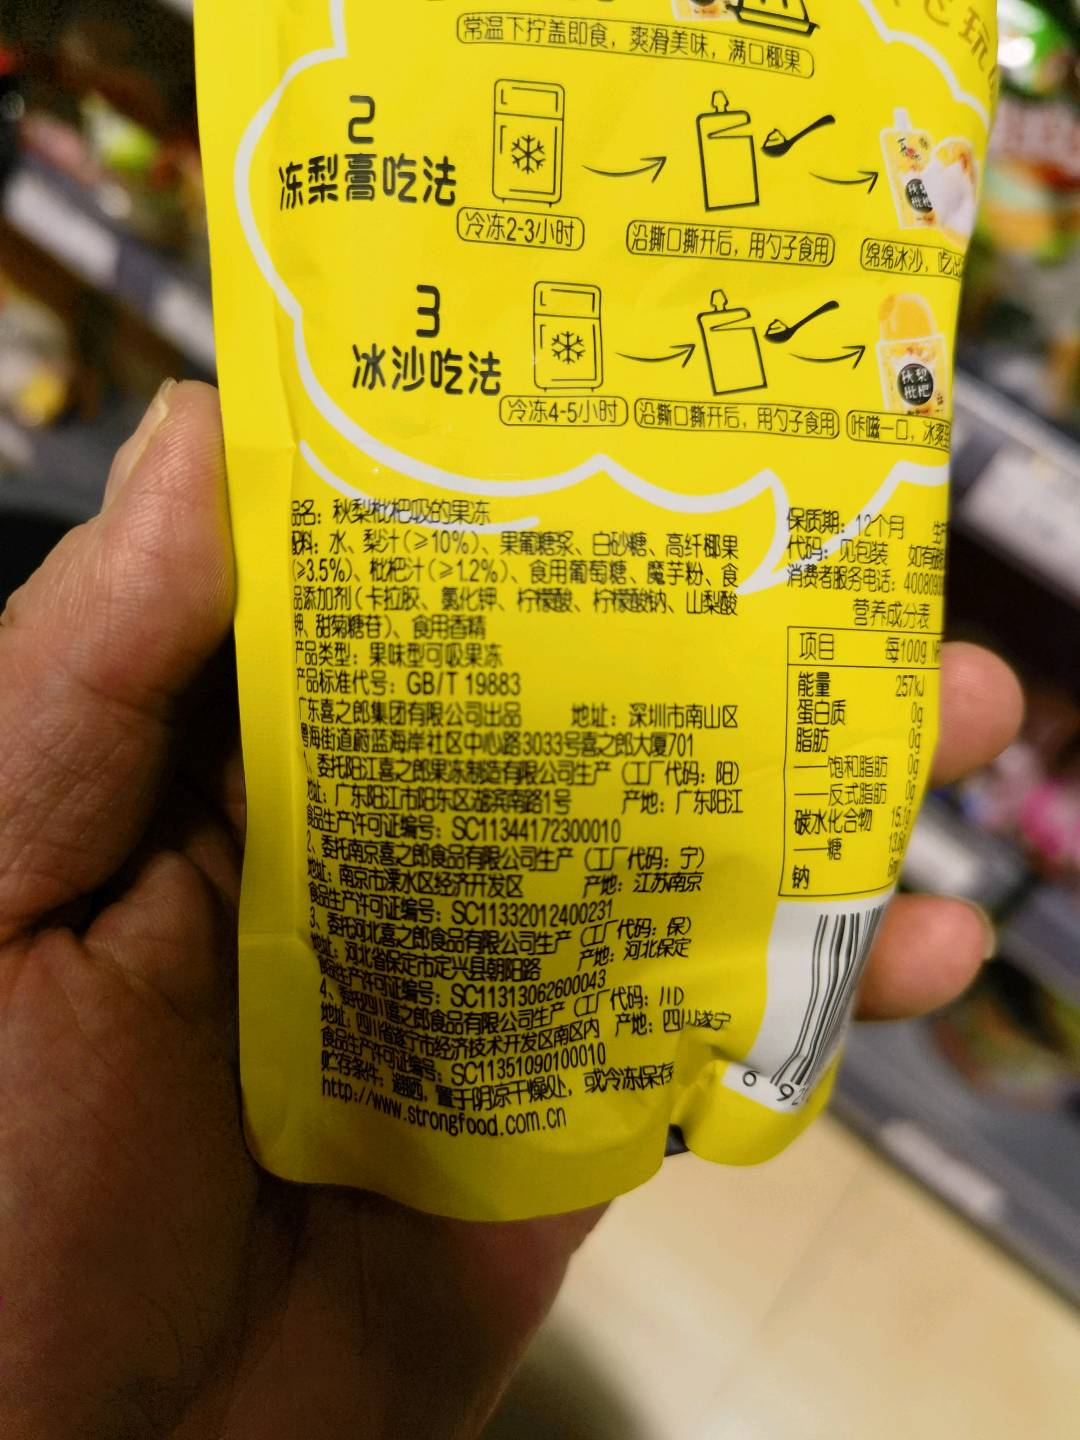 心玩
常温下拧盖即食，爽滑美味，满口椰果
2
冻梨膏吃法
冷冻2-3小时
沿撕口撕开后，用勺子食用
绵绵冰沙，吃出
3
冰沙吃法
秋梨
枇杷
冷冻4-5小时
沿撕口撕开后，用勺子食用
咔嗞一口，冰爽
品名：秋梨枇杷吸的果冻
配料：水、梨汁（≥10%）、果葡糖浆、白砂糖、高纤椰果
（≥3.5%）、枇杷汁（≥1.2%）、食用葡萄糖、魔芋粉、食
品添加剂（卡拉胶、氯化钾、柠檬酸、柠檬酸钠、山梨酸
钾、甜菊糖苷）、食用香精
产品类型：果味型可吸果冻
产品标准代号：GB/T 19883
广东喜之郎集团有限公司出品 地址：深圳市南山区
粤海街道蔚蓝海岸社区中心路3033号喜之郎大厦701
1、委托阳江喜之郎果冻制造有限公司生产（工厂代码：阳）
地址：广东阳江市阳东区湖滨南路1号 产地：广东阳江
食品生产许可证编号：SC11344172300010
2、委托南京喜之郎食品有限公司生产（工厂代码：宁）
地址：南京市溧水区经济开发区 产地：江苏南京
食品生产许可证编号：SC11332012400231
3、委托河北喜之郎食品有限公司生产（工厂代码：保）
地址：河北省保定市定兴县朝阳路 产地：河北保定
食品生产许可证编号：SC11313062600043
4、委托四川喜之郎食品有限公司生产（工厂代码：川）
地址：四川省遂宁市经济技术开发区南区内 产地：四川遂宁
食品生产许可证编号：SC11351090100010
贮存条件：避晒，置于阴凉干燥处，或冷冻保存
http://www.strongfood.com.cn
保质期：12个月 生产
代码：见包装 如有
消费者服务电话：4008090
营养成分表
项目 每100g
能量 257kJ
蛋白质 0g
脂肪 0g
——饱和脂肪 0g
——反式脂肪 0g
碳水化合物 15.1g
——糖 13.6g
钠
6 92